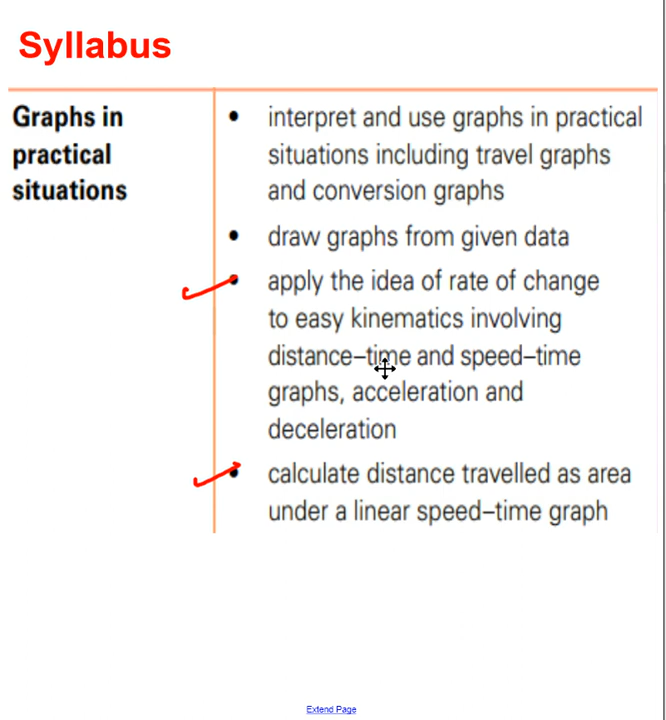 Syllabus
Graphs in
practical
situations
• interpret and use graphs in practical
situations including travel graphs
and conversion graphs
• draw graphs from given data
• apply the idea of rate of change
to easy kinematics involving
distance–time and speed–time
graphs, acceleration and
deceleration
• calculate distance travelled as area
under a linear speed–time graph
Extend Page